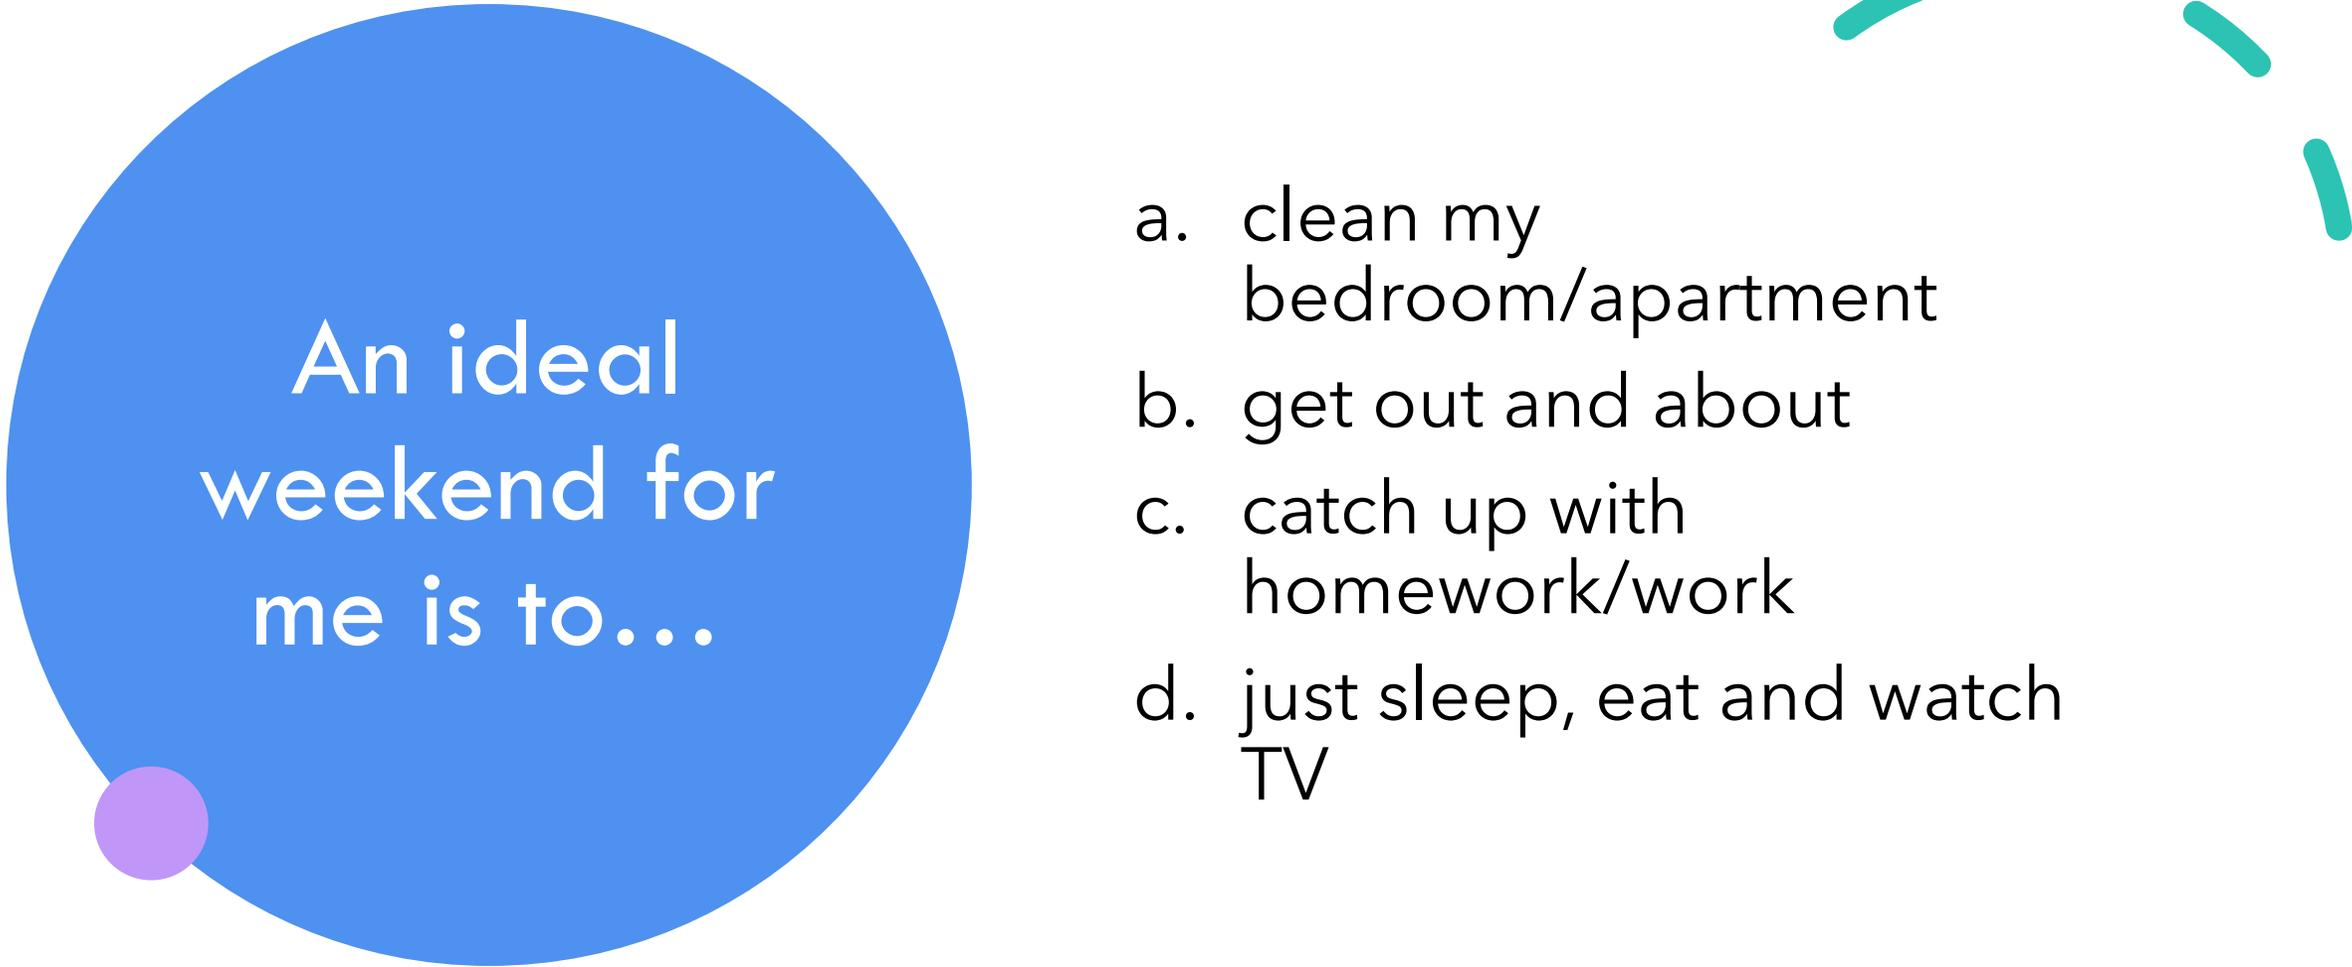 An ideal
weekend for
me is to...
a. clean my
bedroom/apartment
b. get out and about
c. catch up with
homework/work
d. just sleep, eat and watch
TV